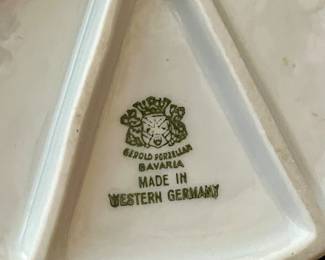 GEROLD PORZELLAN
BAVARIA
MADE IN
WESTERN GERMANY